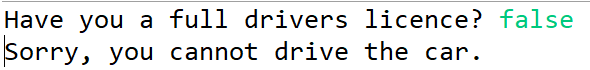 Have you a full drivers licence? false
Sorry, you cannot drive the car.